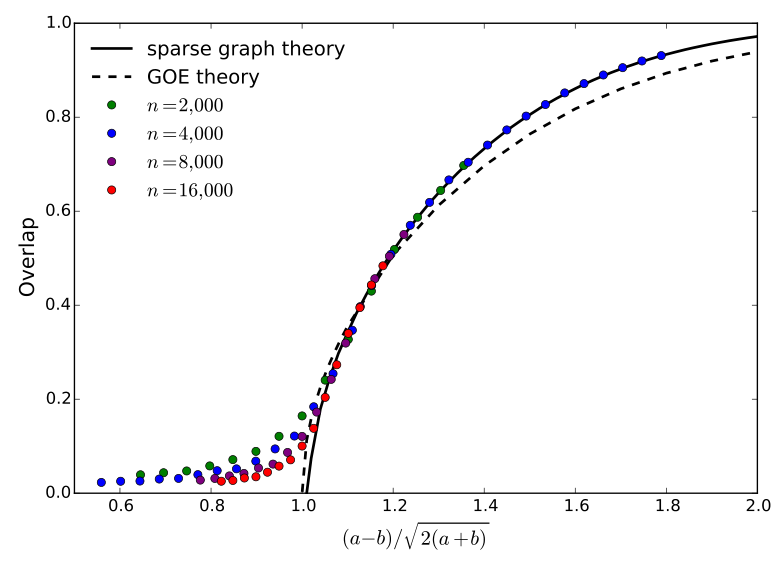 1.0
0.8
0.6
0.4
0.2
0.0
Overlap
sparse graph theory
GOE theory
n=2,000
n=4,000
n=8,000
n=16,000
0.6 0.8 1.0 1.2 1.4 1.6 1.8 2.0
(a−b)/√2(a+b)